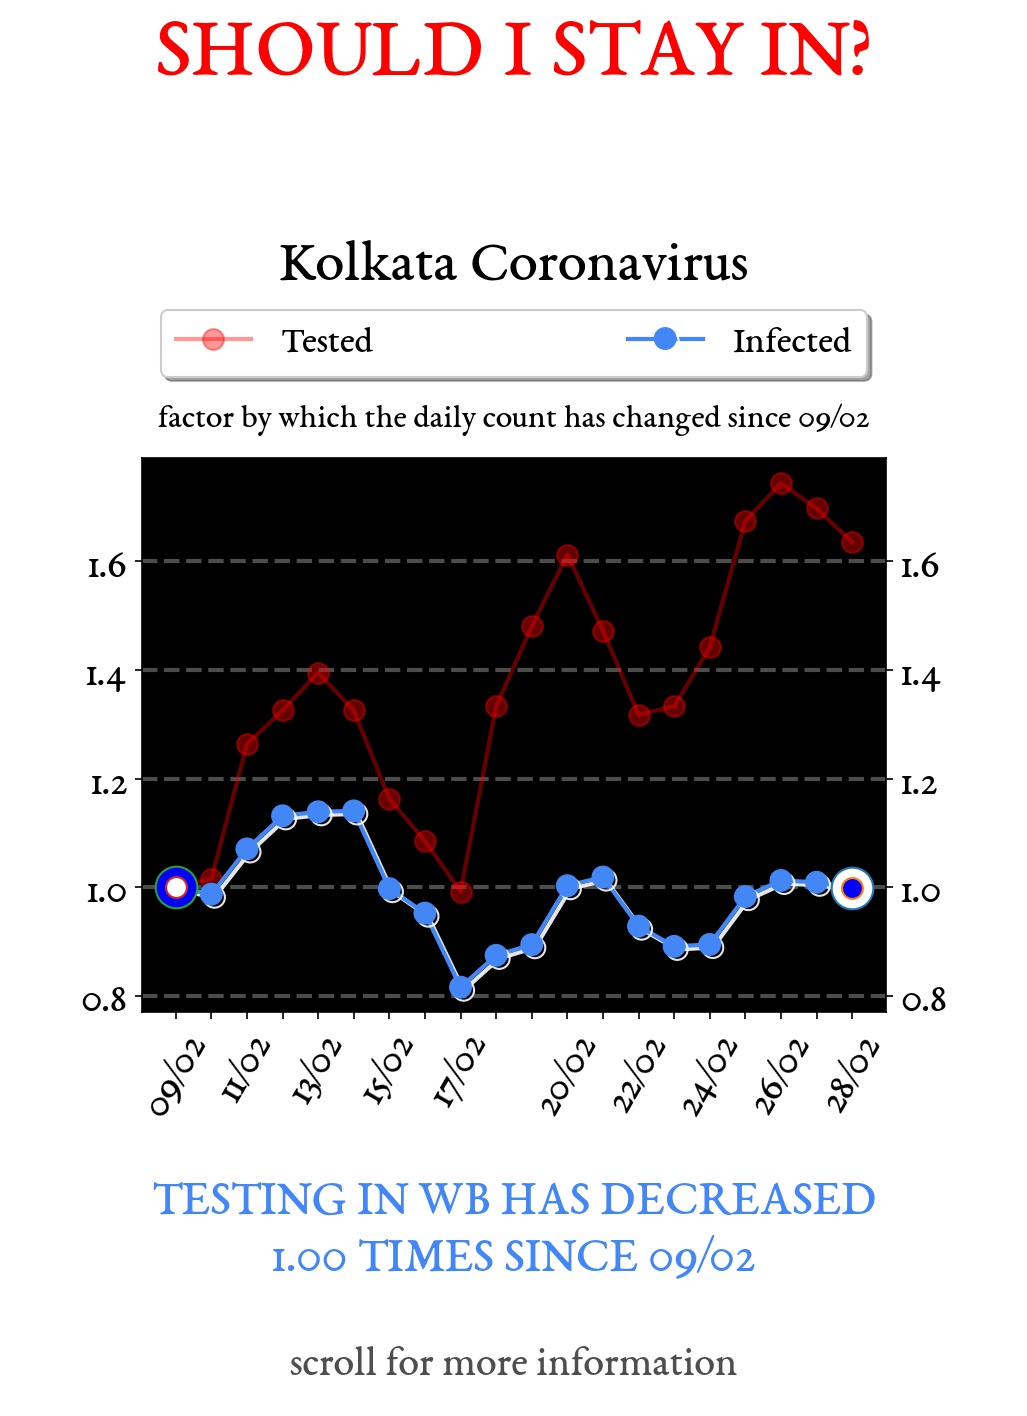 SHOULD I STAY IN?
Kolkata Coronavirus
Tested Infected
factor by which the daily count has changed since 09/02
1.6 1.6
1.4 1.4
1.2 1.2
1.0 1.0
0.8 0.8
09/02 11/02 13/02 15/02 17/02 20/02 22/02 24/02 26/02 28/02
TESTING IN WB HAS DECREASED
1.00 TIMES SINCE 09/02
scroll for more information